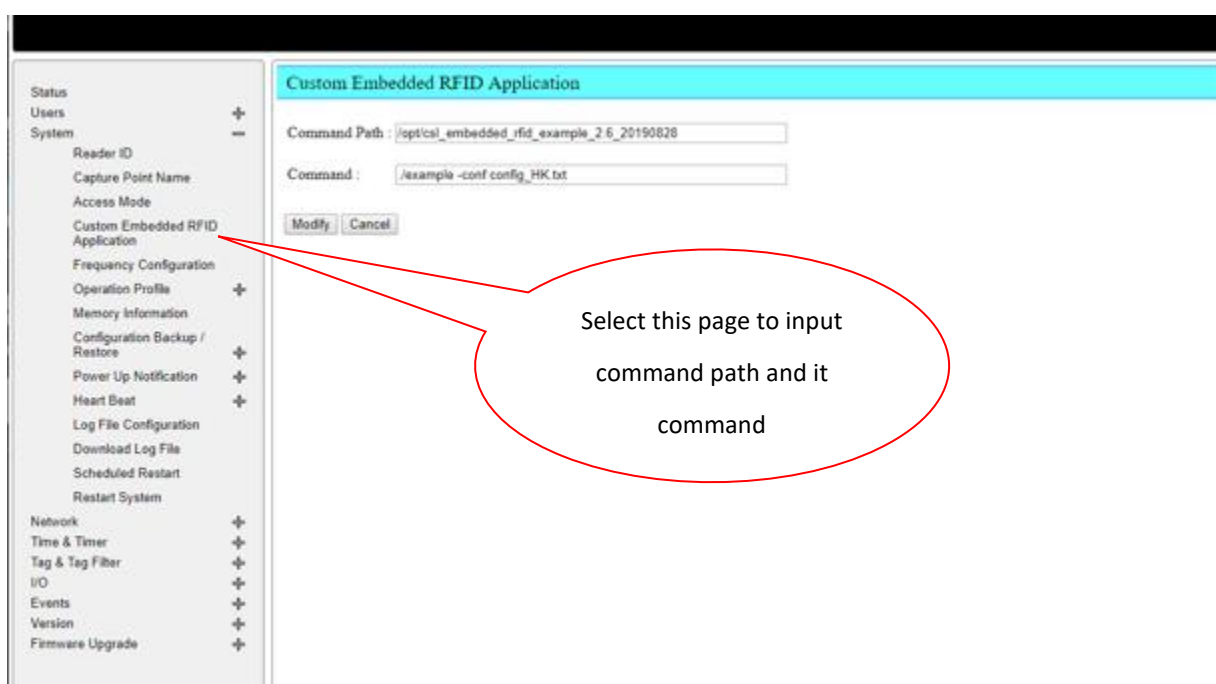 Status
Users
System
Reader ID
Capture Point Name
Access Mode
Custom Embedded RFID
Application
Frequency Configuration
Operation Profile
Memory Information
Configuration Backup /
Restore
Power Up Notification
Heart Beat
Log File Configuration
Download Log File
Scheduled Restart
Restart System
Network
Time & Timer
Tag & Tag Filter
I/O
Events
Version
Firmware Upgrade
Custom Embedded RFID Application
Command Path : /opt/csl_embedded_rfid_example_2.6_20190828
Command : ./example -conf config_HK.txt
Modify Cancel
Select this page to input
command path and it
command